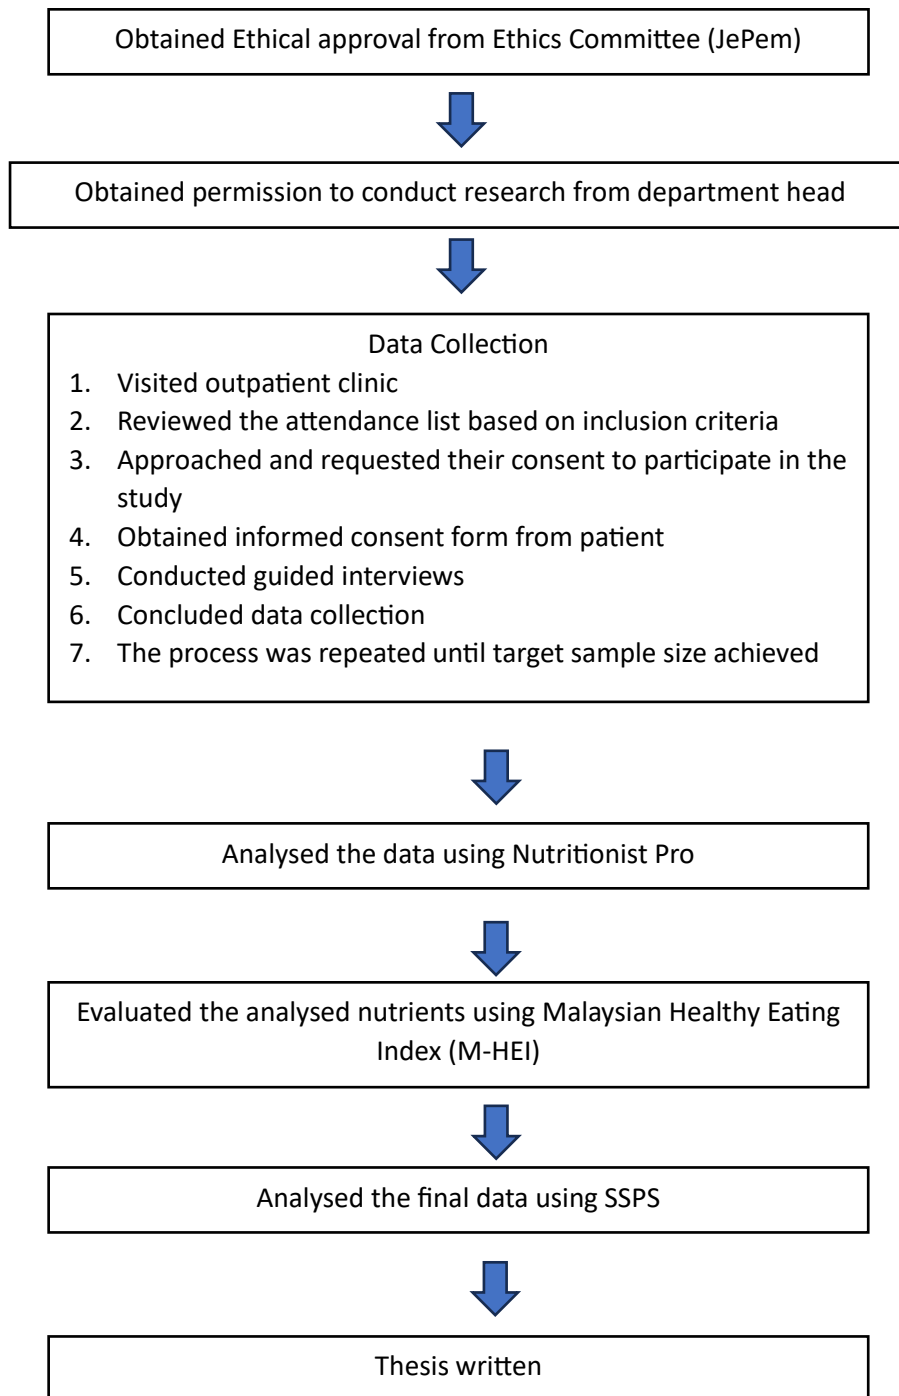 Obtained Ethical approval from Ethics Committee (JePem)
Obtained permission to conduct research from department head
Data Collection
1. Visited outpatient clinic
2. Reviewed the attendance list based on inclusion criteria
3. Approached and requested their consent to participate in the
study
4. Obtained informed consent form from patient
5. Conducted guided interviews
6. Concluded data collection
7. The process was repeated until target sample size achieved
Analysed the data using Nutritionist Pro
Evaluated the analysed nutrients using Malaysian Healthy Eating
Index (M-HEI)
Analysed the final data using SSPS
Thesis written